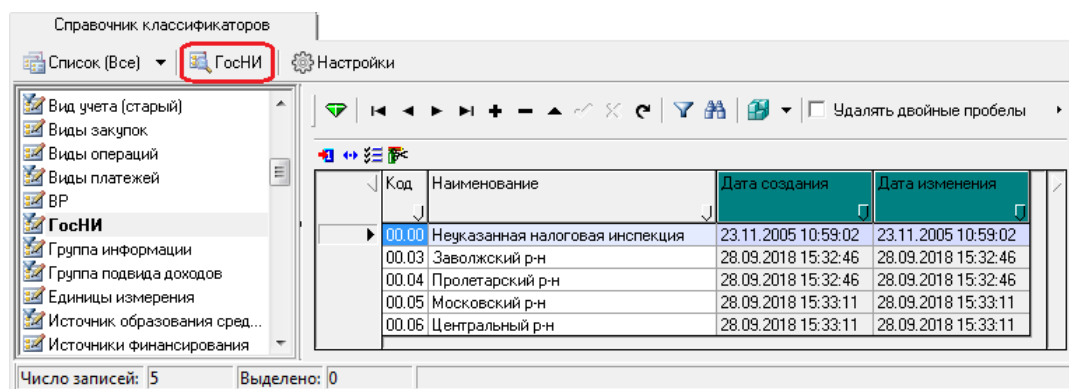 Справочник классификаторов
Список (Все) ГосНИ Настройки
Вид учета (старый)
Виды закупок
Виды операций
Виды платежей
ВР
ГосНИ
Группа информации
Группа подвида доходов
Единицы измерения
Источник образования сред...
Источники финансирования
Удалять двойные пробелы
Код Наименование Дата создания Дата изменения
00.00 Неуказанная налоговая инспекция 23.11.2005 10:59:02 23.11.2005 10:59:02
00.03 Заволжский р-н 28.09.2018 15:32:46 28.09.2018 15:32:46
00.04 Пролетарский р-н 28.09.2018 15:32:46 28.09.2018 15:32:46
00.05 Московский р-н 28.09.2018 15:33:11 28.09.2018 15:33:11
00.06 Центральный р-н 28.09.2018 15:33:11 28.09.2018 15:33:11
Число записей: 5 Выделено: 0